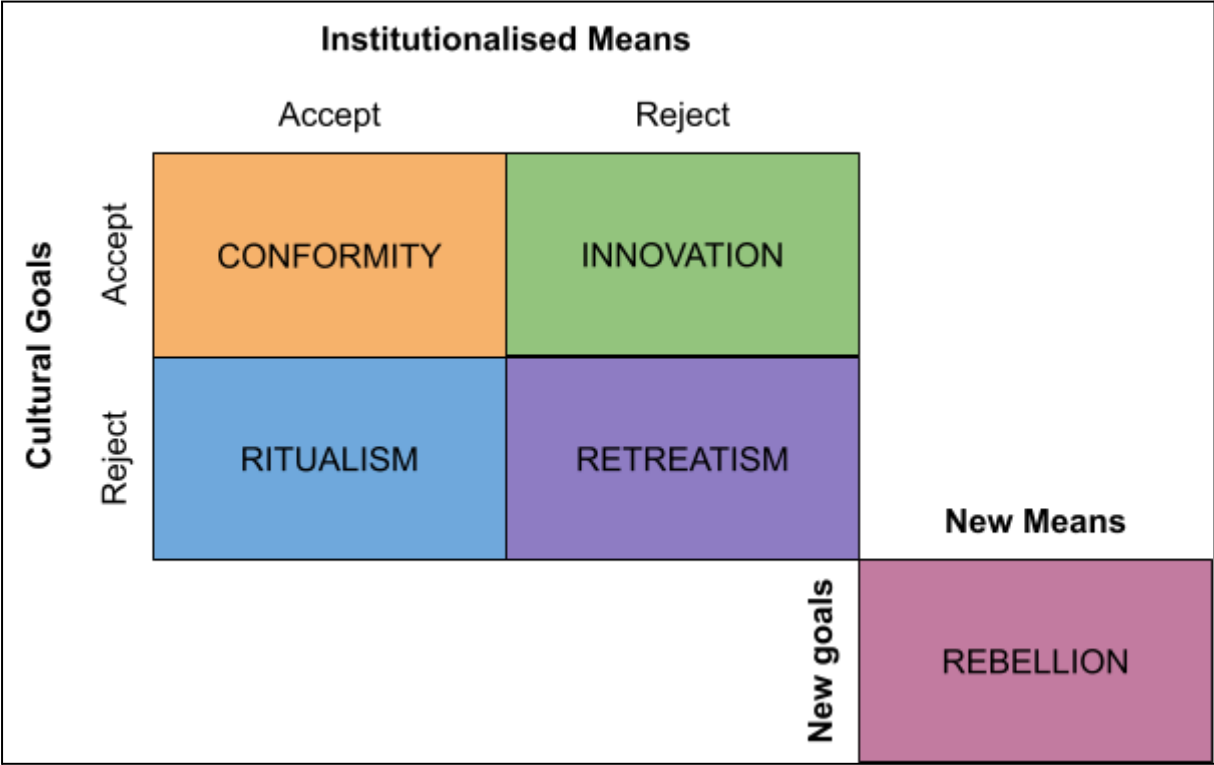 Institutionalised Means
Accept
Reject
Cultural Goals
Accept
CONFORMITY
INNOVATION
Reject
RITUALISM
RETREATISM
New Means
New goals
REBELLION